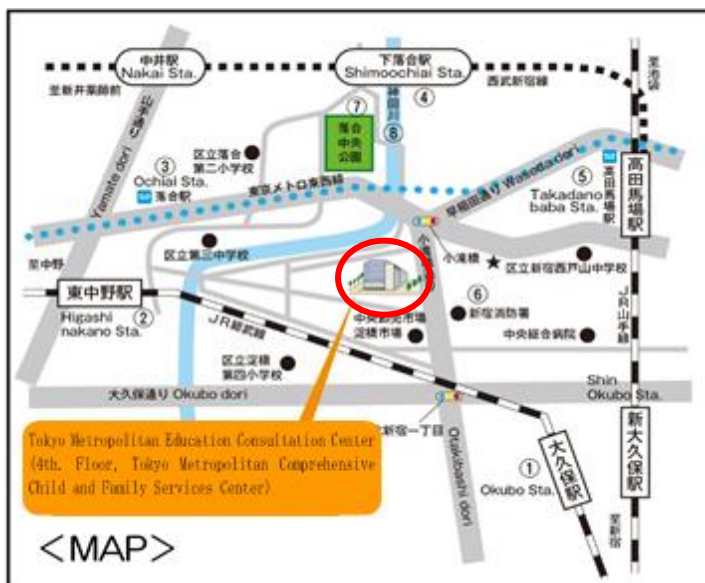 中井駅
Nakai Sta.
下落合駅
Shimoochiai Sta.
至池袋
至新井薬師前
④
西武新宿線
山手通り
Yamate dori
⑦
落合
中央
公園
神田川
⑧
区立落合
第二小学校
③
Ochiai Sta.
落合駅
東京メトロ東西線
早稲田通り Waseda dori
⑤
Takadano
baba Sta.
高田馬場駅
高田馬場駅
至中野
区立第三中学校
小滝橋
小滝橋
★
区立新宿西戸山中学校
東中野駅
Higashi
nakano Sta.
②
JR総武線
⑥
新宿消防署
中央卸売市場
淀橋市場
中央総合病院
JR山手線
区立淀橋
第四小学校
大久保通り Okubo dori
Shin
Okubo Sta.
新宿一丁目
Otakibashi dori
①
Okubo Sta.
大久保駅
新大久保駅
至新宿
Tokyo Metropolitan Education Consultation Center
(4th. Floor, Tokyo Metropolitan Comprehensive
Child and Family Services Center)
<MAP>